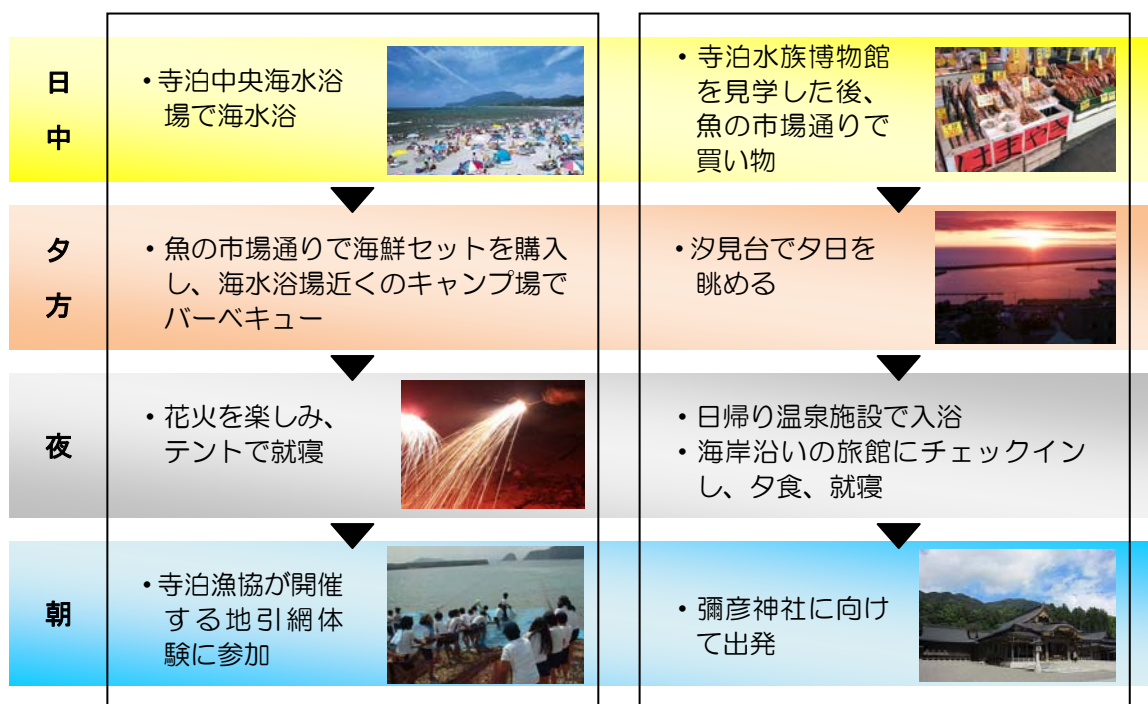 日中
・寺泊中央海水浴
場で海水浴
・寺泊水族博物館
を見学した後、
魚の市場通りで
買い物
はまやき
夕方
・魚の市場通りで海鮮セットを購入
し、海水浴場近くのキャンプ場で
バーベキュー
・汐見台で夕日を
眺める
夜
・花火を楽しみ、
テントで就寝
・日帰り温泉施設で入浴
・海岸沿いの旅館にチェックイン
し、夕食、就寝
朝
・寺泊漁協が開催
する地引網体
験に参加
・彌彦神社に向け
て出発